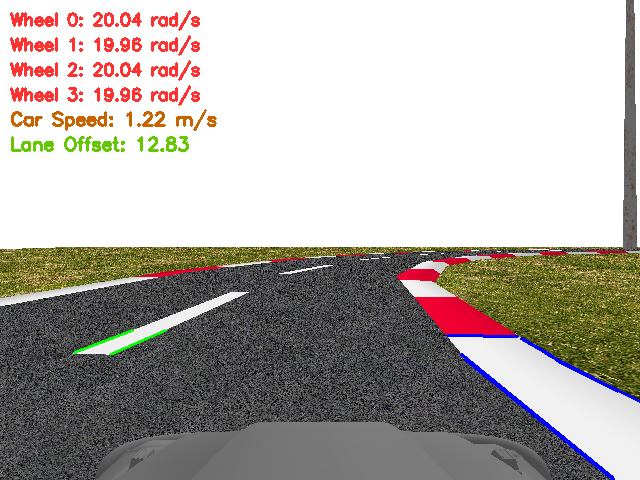 Wheel 0: 20.04 rad/s
Wheel 1: 19.96 rad/s
Wheel 2: 20.04 rad/s
Wheel 3: 19.96 rad/s
Car Speed: 1.22 m/s
Lane Offset: 12.83